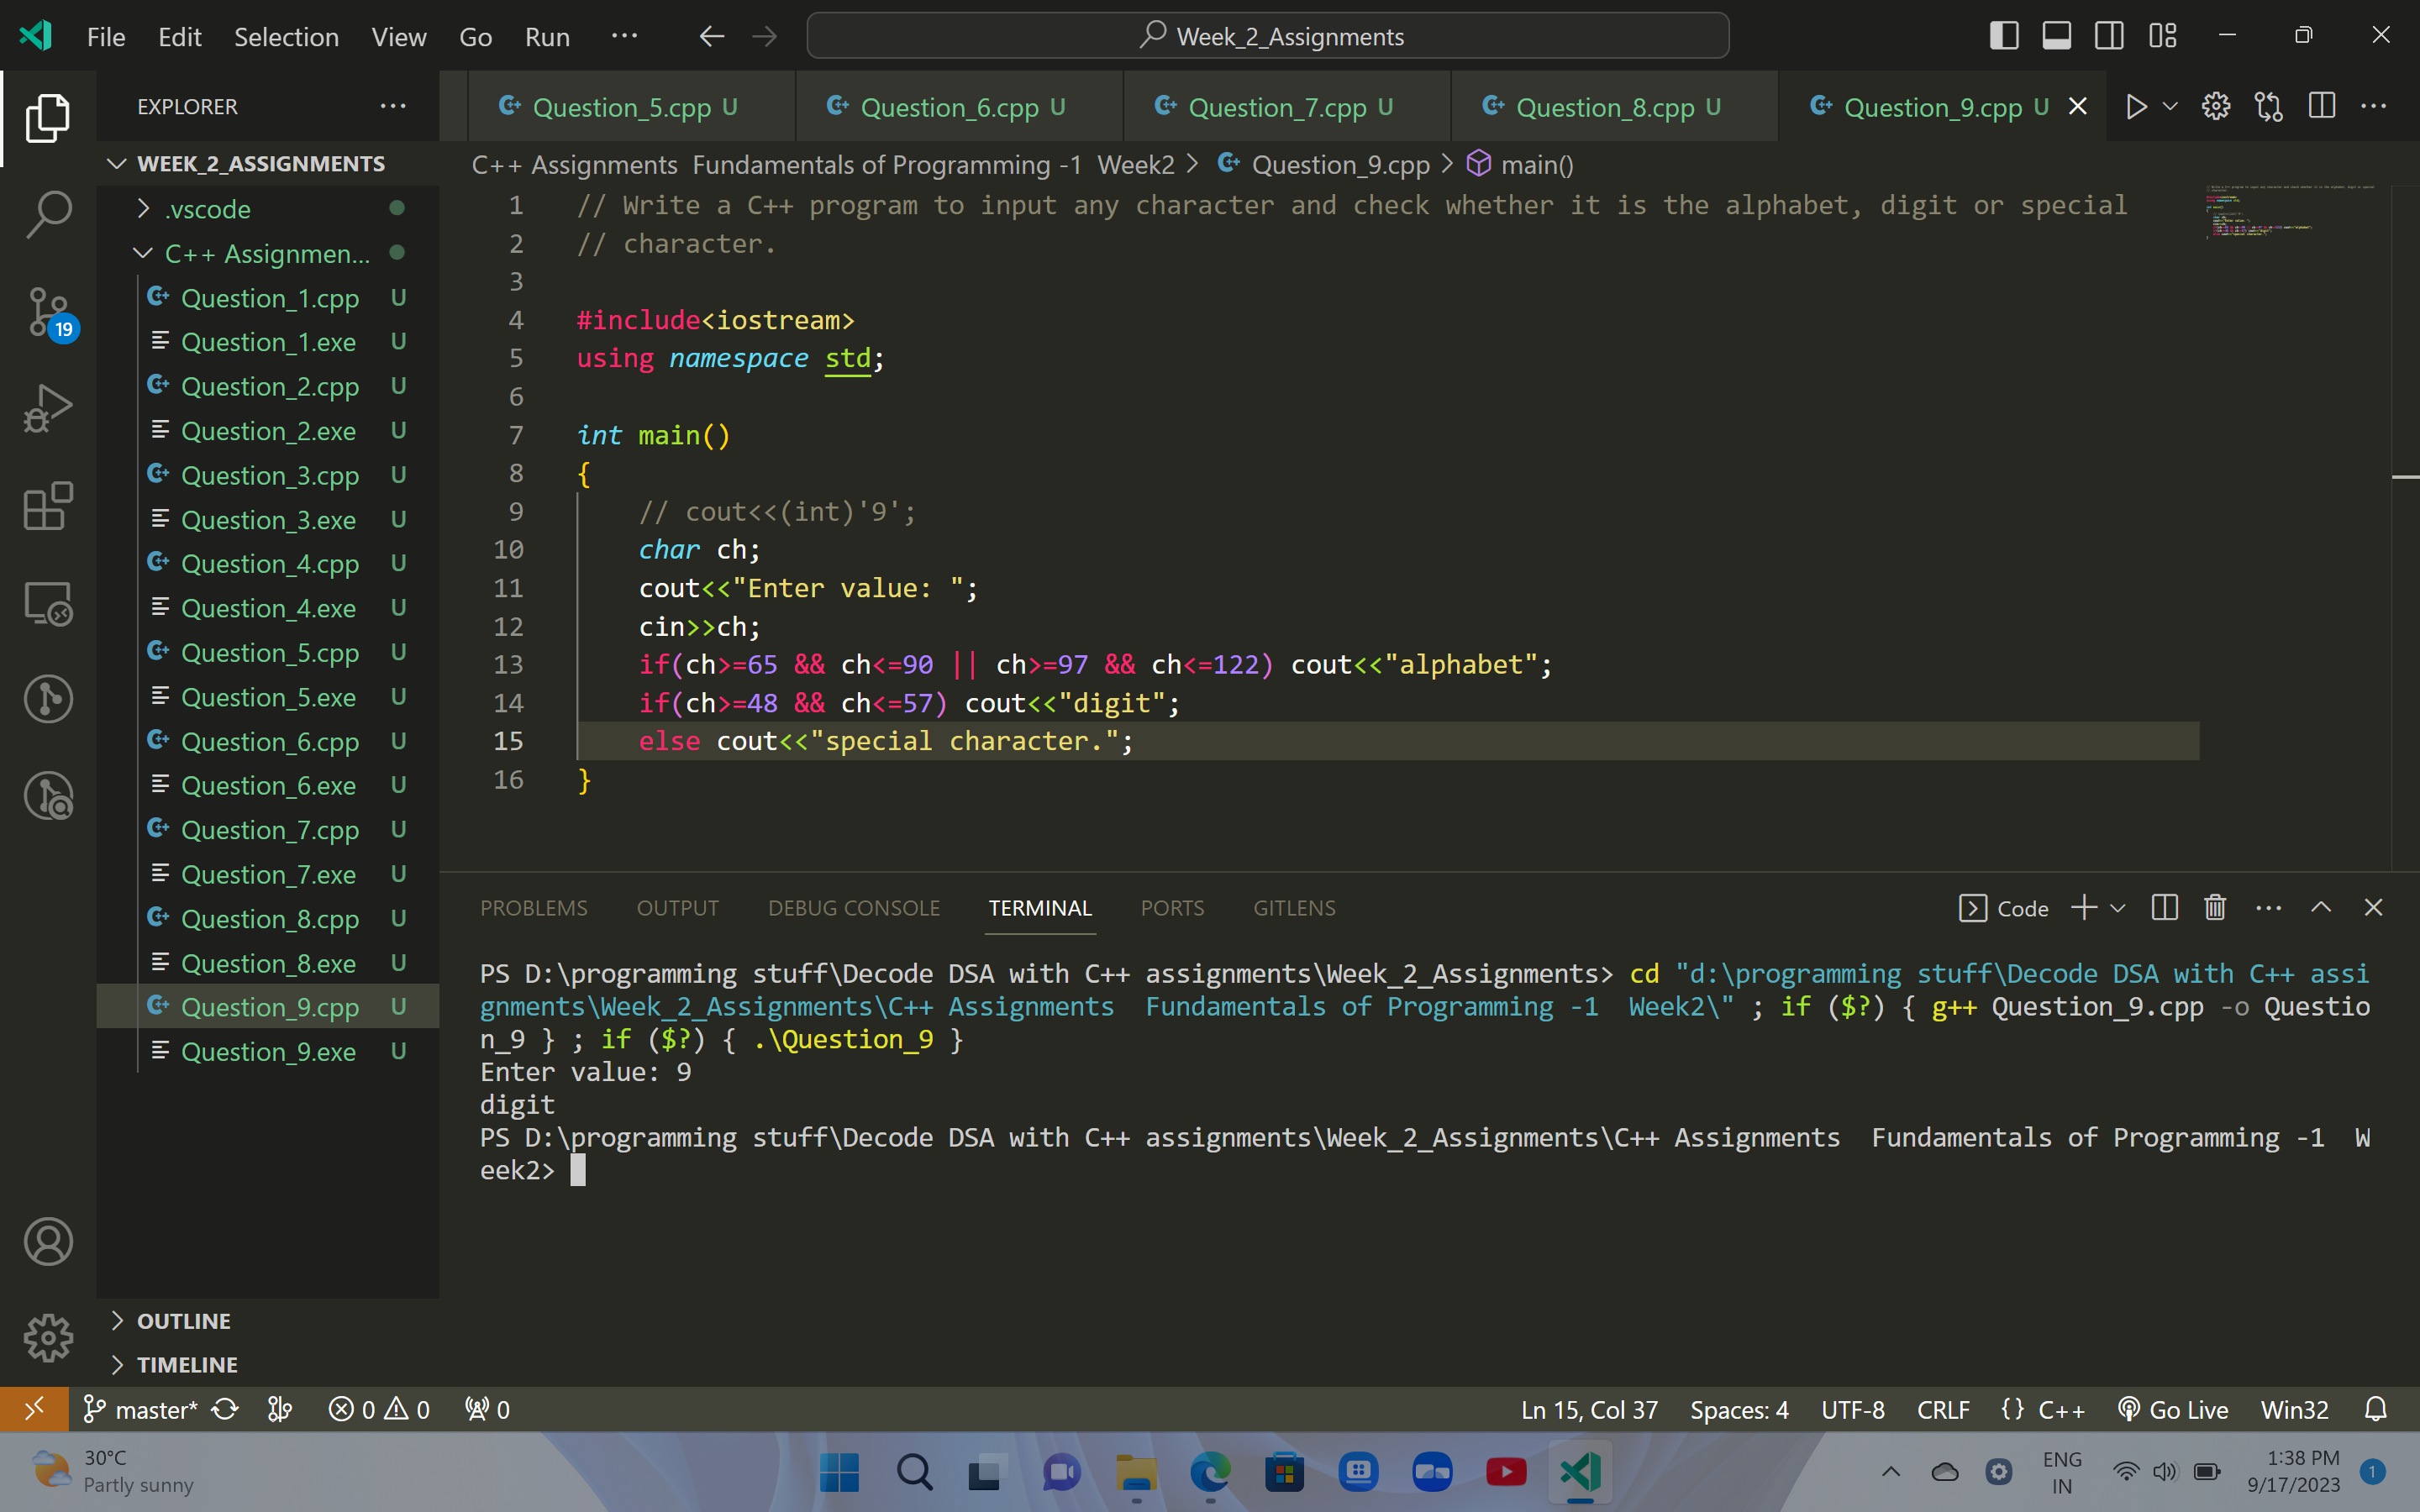 File Edit Selection View Go Run ··· Week_2_Assignments
EXPLORER ···
Question_5.cpp U Question_6.cpp U Question_7.cpp U Question_8.cpp U Question_9.cpp U
WEEK_2_ASSIGNMENTS
.vscode
C++ Assignmen...
Question_1.cpp U
Question_1.exe U
Question_2.cpp U
Question_2.exe U
Question_3.cpp U
Question_3.exe U
Question_4.cpp U
Question_4.exe U
Question_5.cpp U
Question_5.exe U
Question_6.cpp U
Question_6.exe U
Question_7.cpp U
Question_7.exe U
Question_8.cpp U
Question_8.exe U
Question_9.cpp U
Question_9.exe U
OUTLINE
TIMELINE
19
C++ Assignments Fundamentals of Programming -1 Week2 > Question_9.cpp > main()
1 // Write a C++ program to input any character and check whether it is the alphabet, digit or special
2 // character.
3
4 #include<iostream>
5 using namespace std;
6
7 int main()
8 {
9 // cout<<(int)'9';
10 char ch;
11 cout<<"Enter value: ";
12 cin>>ch;
13 if(ch>=65 && ch<=90 || ch>=97 && ch<=122) cout<<"alphabet";
14 if(ch>=48 && ch<=57) cout<<"digit";
15 else cout<<"special character.";
16 }
PROBLEMS OUTPUT DEBUG CONSOLE TERMINAL PORTS GITLENS Code
PS D:\programming stuff\Decode DSA with C++ assignments\Week_2_Assignments> cd "d:\programming stuff\Decode DSA with C++ assi
gnments\Week_2_Assignments\C++ Assignments  Fundamentals of Programming -1  Week2\" ; if ($?) { g++ Question_9.cpp -o Questio
n_9 } ; if ($?) { .\Question_9 }
Enter value: 9
digit
PS D:\programming stuff\Decode DSA with C++ assignments\Week_2_Assignments\C++ Assignments  Fundamentals of Programming -1  W
eek2>
master* 0 0 0 Ln 15, Col 37 Spaces: 4 UTF-8 CRLF {} C++ Go Live Win32
30°C
Partly sunny
ENG
IN
1:38 PM
9/17/2023
1